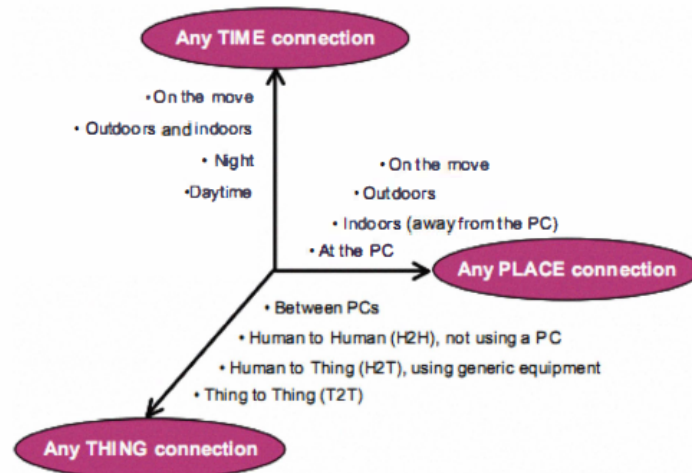 Any TIME connection
•On the move
• Outdoors and indoors
• Night
•Daytime
•On the move
•Outdoors
• Indoors (away from the PC)
• At the PC
Any PLACE connection
• Between PCs
• Human to Human (H2H), not using a PC
• Human to Thing (H2T), using generic equipment
• Thing to Thing (T2T)
Any THING connection